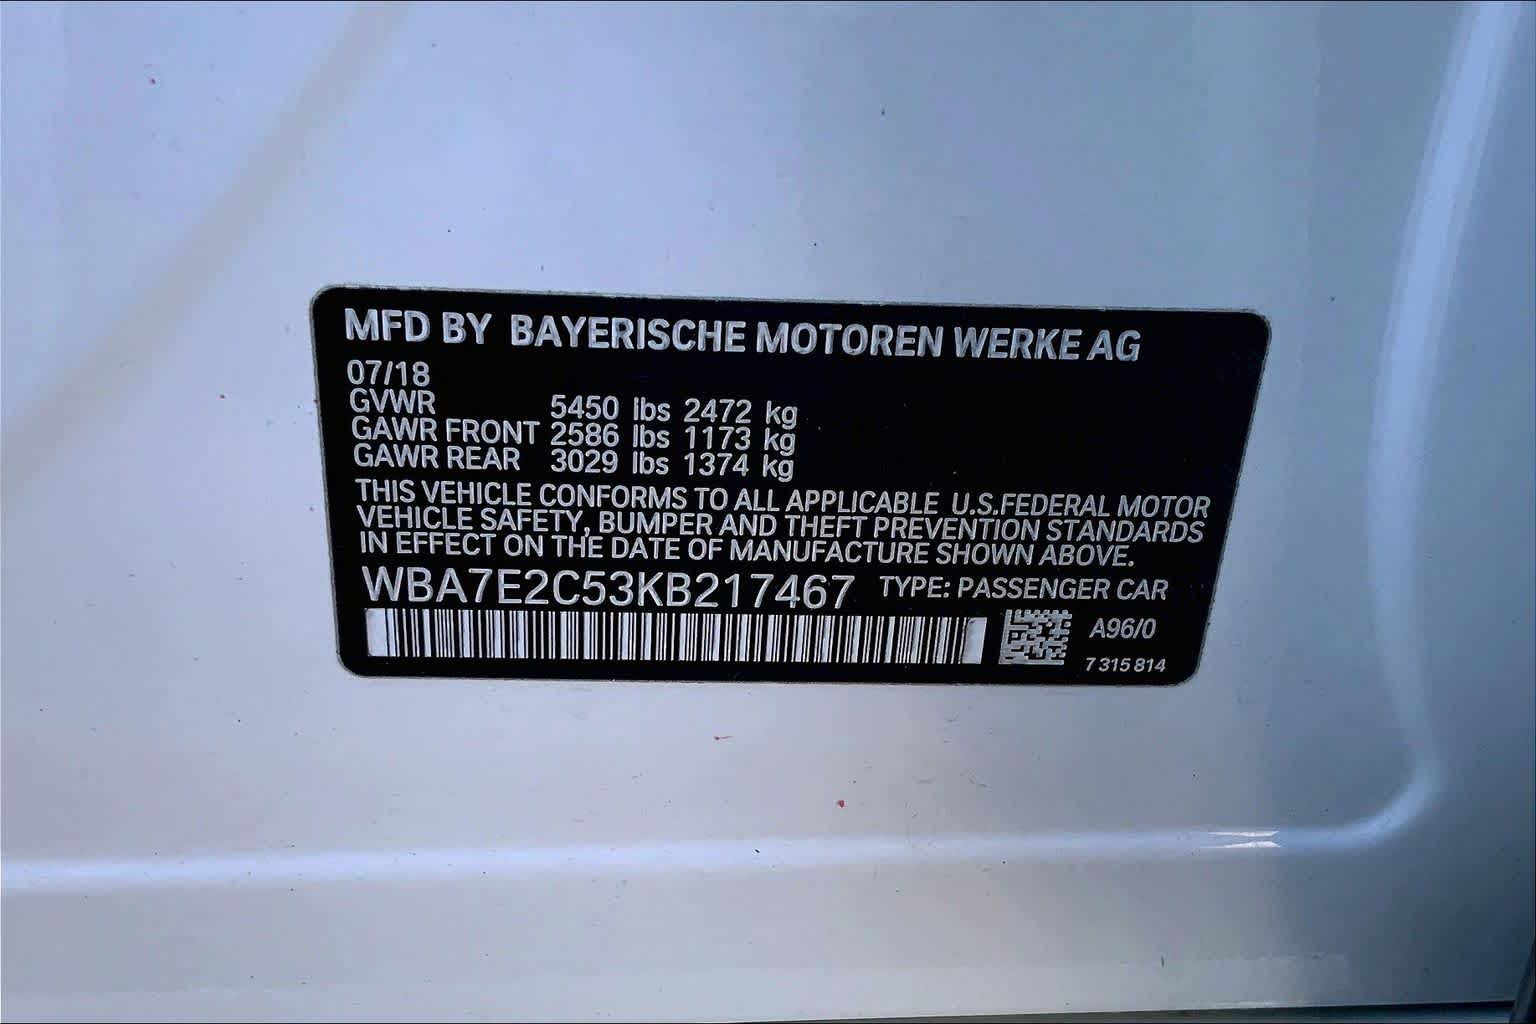 MFD BY BAYERISCHE MOTOREN WERKE AG
07/18
GVWR 5450 lbs 2472 kg
GAWR FRONT 2586 lbs 1173 kg
GAWR REAR 3029 lbs 1374 kg
THIS VEHICLE CONFORMS TO ALL APPLICABLE U.S.FEDERAL MOTOR
VEHICLE SAFETY, BUMPER AND THEFT PREVENTION STANDARDS
IN EFFECT ON THE DATE OF MANUFACTURE SHOWN ABOVE.
WBA7E2C53KB217467 TYPE: PASSENGER CAR
A96/0
7 315 814